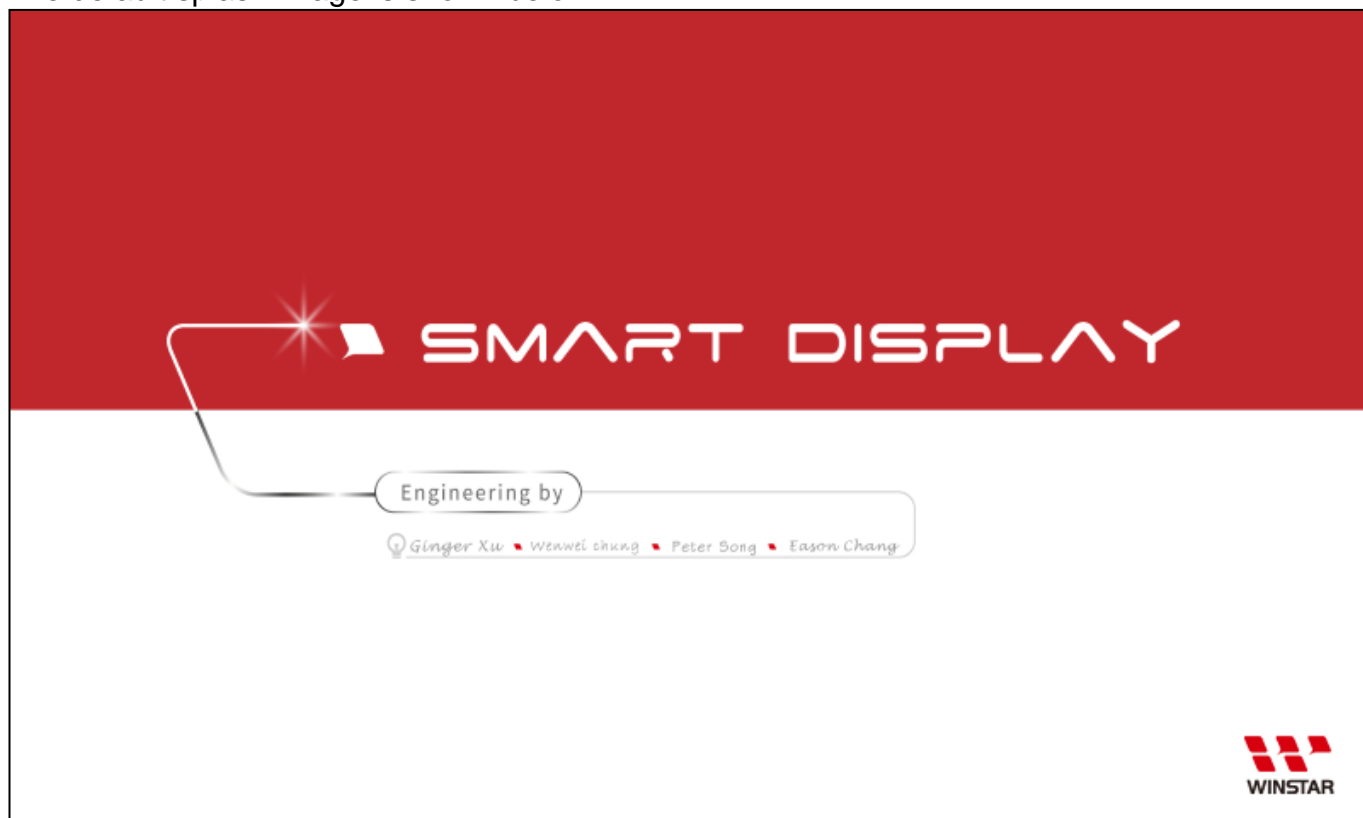 SMART DISPLAY
Engineering by
Ginger Xu ▪ Wenwei chung ▪ Peter Song ▪ Eason Chang
WINSTAR